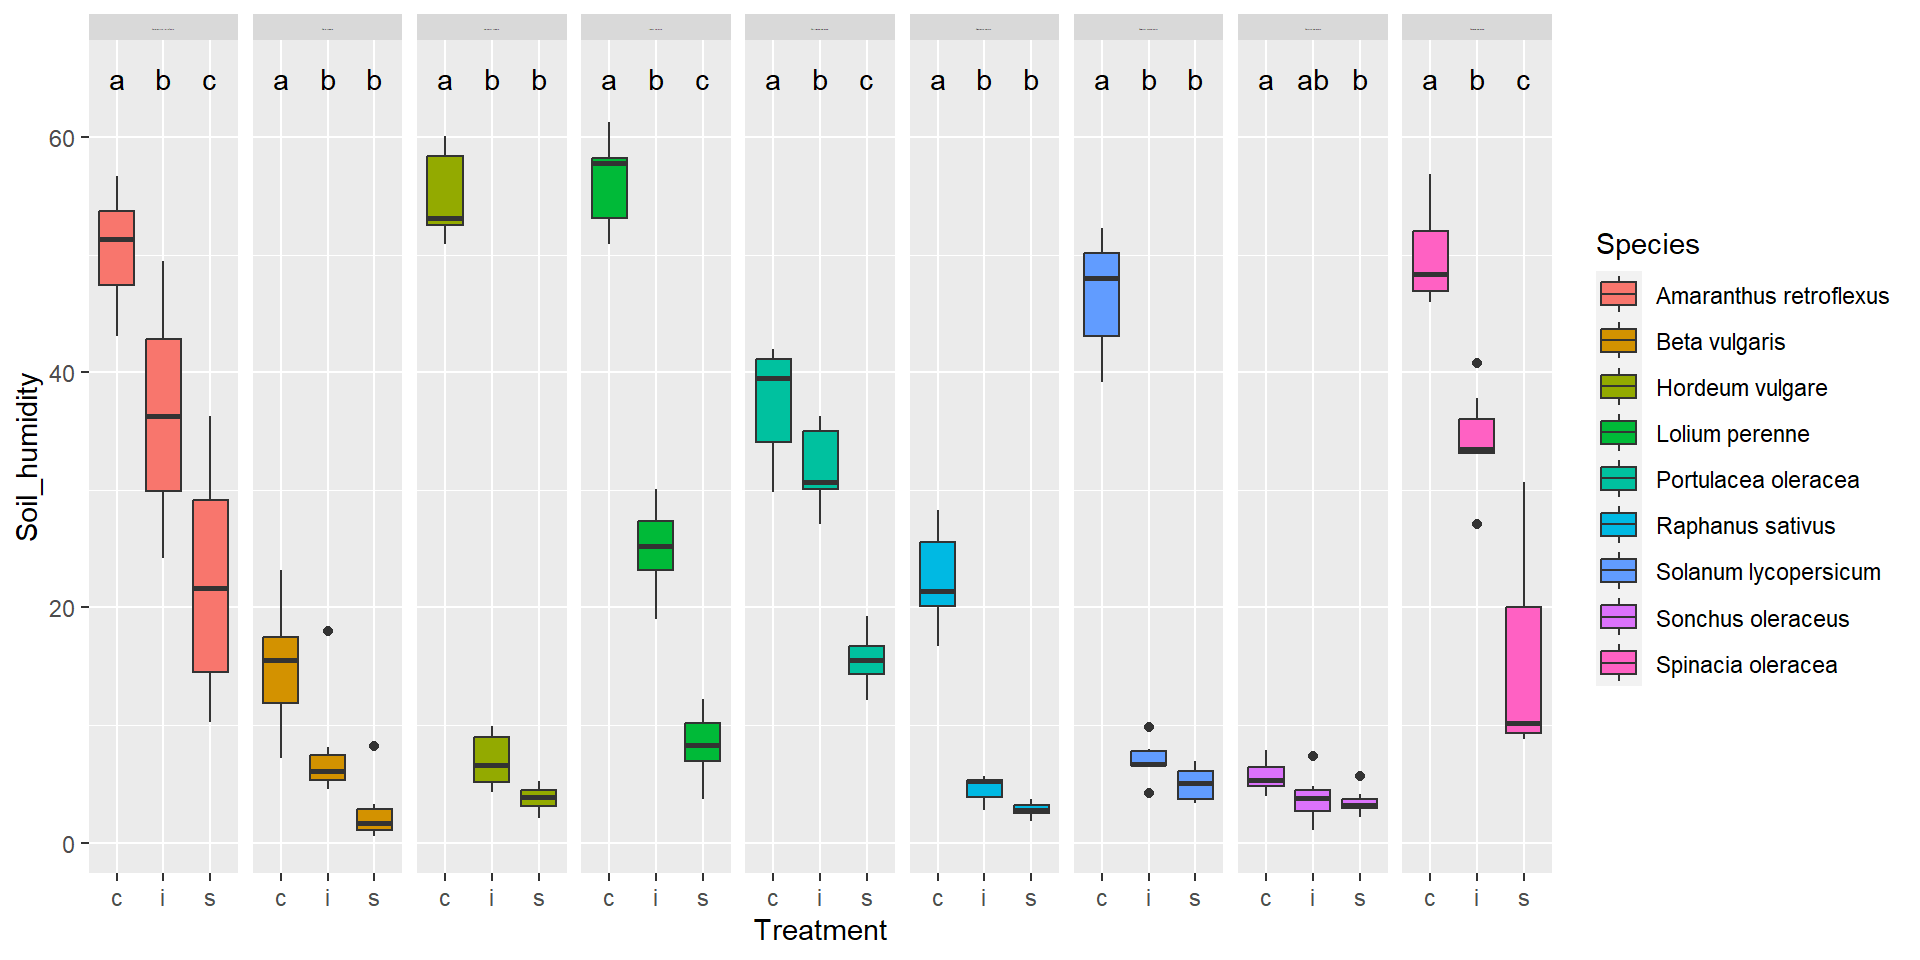 a b c a b b a b b a b c a b c a b b a b b a ab b a b c
60
40
20
0
Soil_humidity
c i s c i s c i s c i s c i s c i s c i s c i s c i s
Treatment
Species
Amaranthus retroflexus
Beta vulgaris
Hordeum vulgare
Lolium perenne
Portulacea oleracea
Raphanus sativus
Solanum lycopersicum
Sonchus oleraceus
Spinacia oleracea